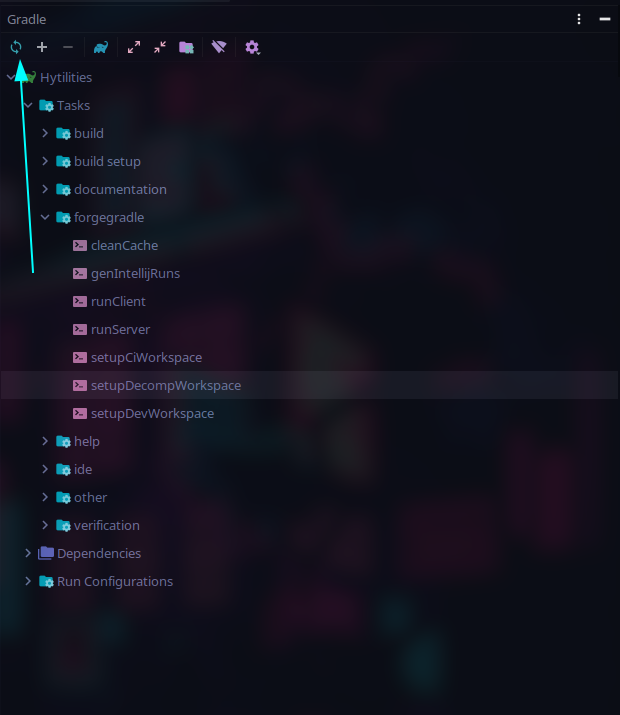 Gradle
Hytilities
Tasks
build
build setup
documentation
forgegradle
cleanCache
genIntellijRuns
runClient
runServer
setupCiWorkspace
setupDecompWorkspace
setupDevWorkspace
help
ide
other
verification
Dependencies
Run Configurations